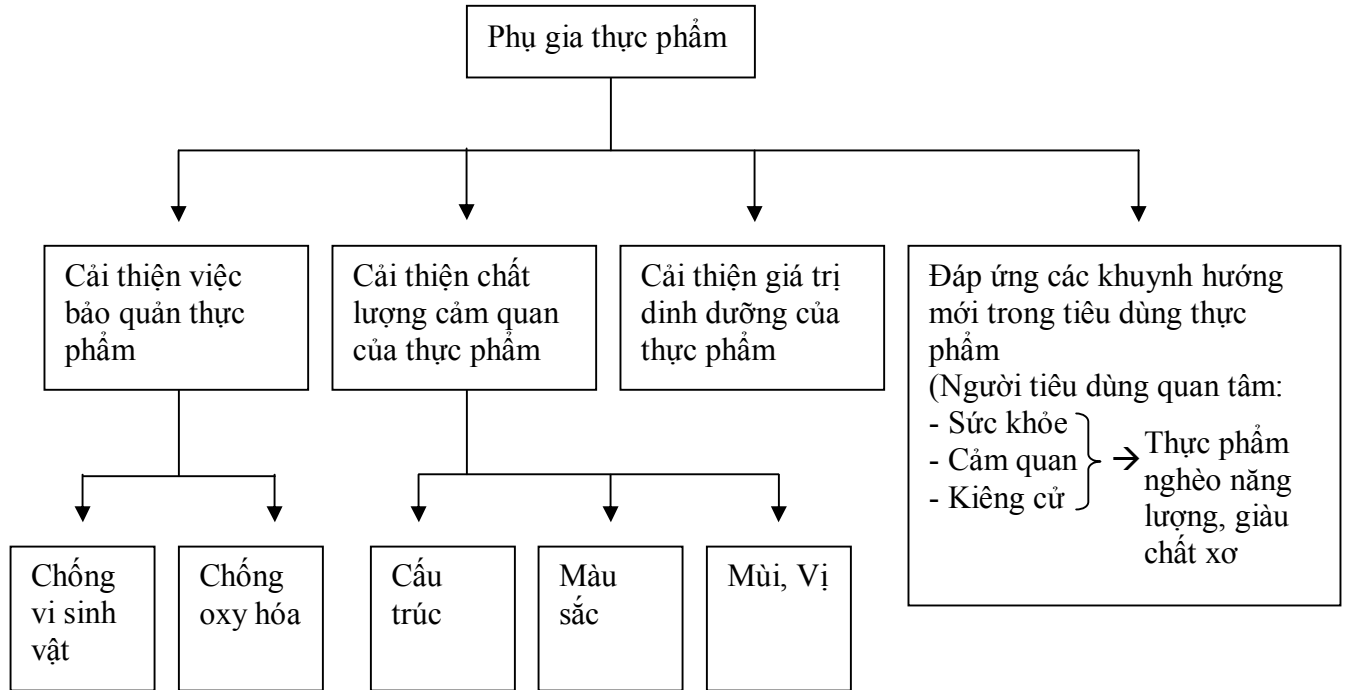 Phụ gia thực phẩm
Cải thiện việc
bảo quản thực
phẩm
Cải thiện chất
lượng cảm quan
của thực phẩm
Cải thiện giá trị
dinh dưỡng của
thực phẩm
Đáp ứng các khuynh hướng
mới trong tiêu dùng thực
phẩm
(Người tiêu dùng quan tâm:
- Sức khỏe
- Cảm quan
- Kiêng cử
→ Thực phẩm
nghèo năng
lượng, giàu
chất xơ
Chống
vi sinh
vật
Chống
oxy hóa
Cấu
trúc
Màu
sắc
Mùi, Vị